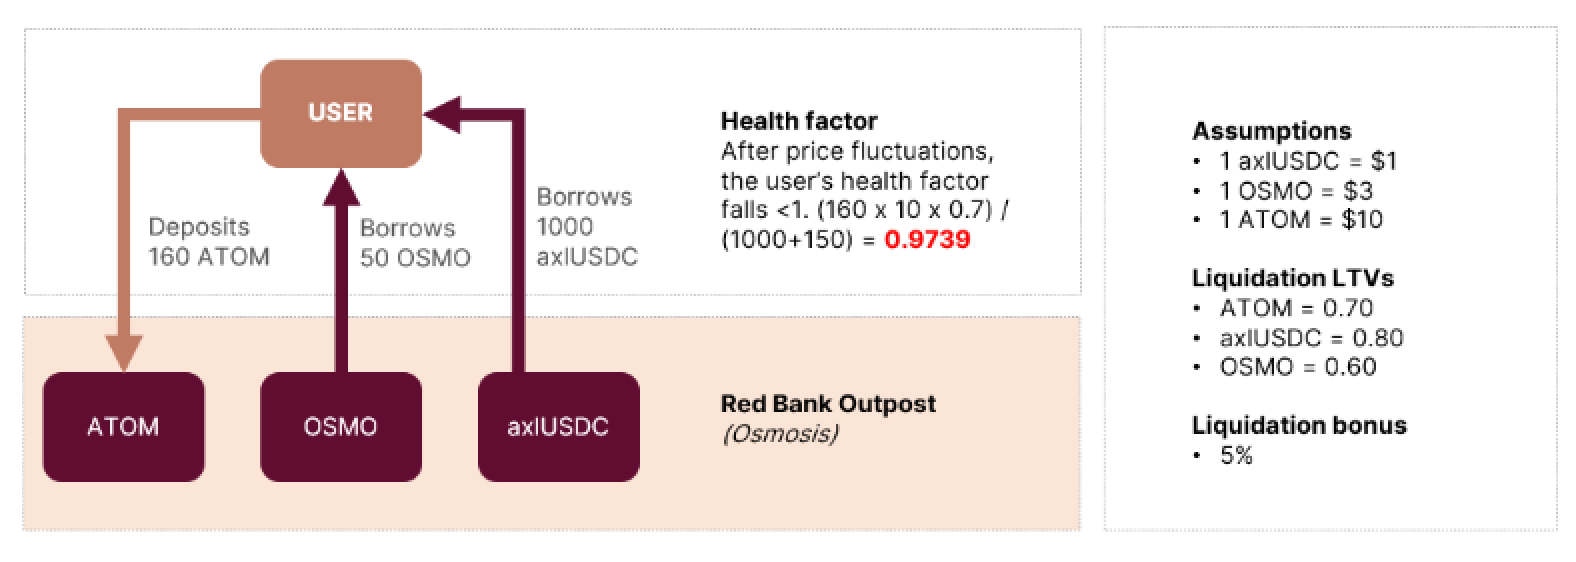 USER
Deposits
160 ATOM
Borrows
50 OSMO
Borrows
1000
axlUSDC
Health factor
After price fluctuations,
the user's health factor
falls <1. (160 x 10 x 0.7) /
(1000+150) = 0.9739
ATOM
OSMO
axlUSDC
Red Bank Outpost
(Osmosis)
Assumptions
• 1 axlUSDC = $1
• 1 OSMO = $3
• 1 ATOM = $10
Liquidation LTVs
• ATOM = 0.70
• axlUSDC = 0.80
• OSMO = 0.60
Liquidation bonus
• 5%